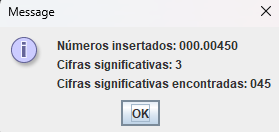 Message
Números insertados: 000.00450
Cifras significativas: 3
Cifras significativas encontradas: 045
OK